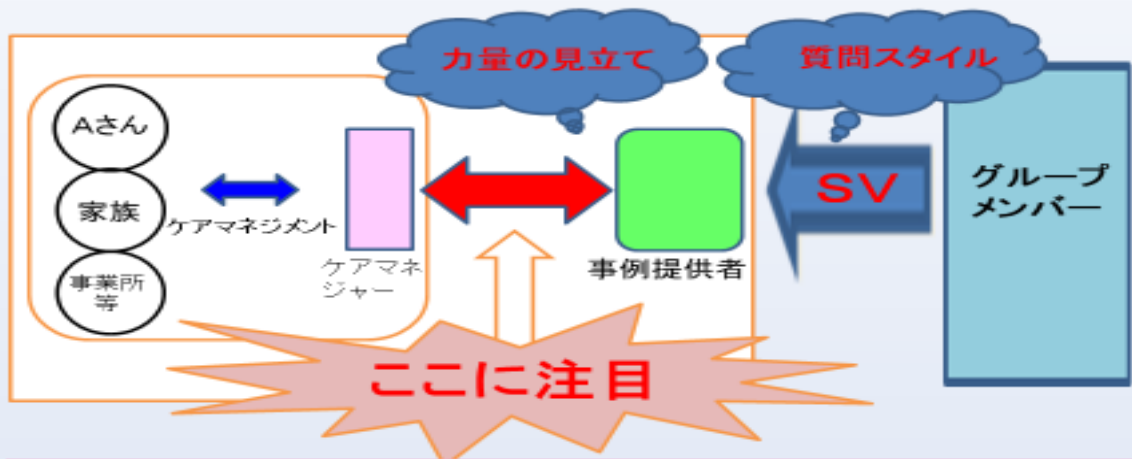 力量の見立て
質問スタイル
Aさん
家族
事業所
等
ケアマネジメント
ケアマネ
ジャー
事例提供者
SV
グループ
メンバー
ここに注目